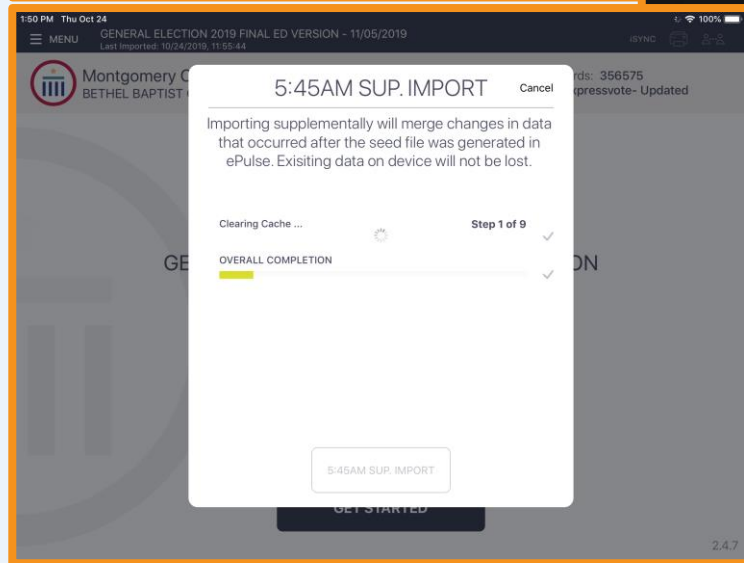 1:50 PM Thu Oct 24
100%
MENU
GENERAL ELECTION 2019 FINAL ED VERSION - 11/05/2019
Last Imported: 10/24/2019, 11:55:44
iSYNC
Montgomery C
BETHEL BAPTIST
rds: 356575
xpressvote- Updated
5:45AM SUP. IMPORT
Cancel
Importing supplementally will merge changes in data
that occurred after the seed file was generated in
ePulse. Exisiting data on device will not be lost.
Clearing Cache ...
Step 1 of 9
OVERALL COMPLETION
GE
ON
5:45AM SUP. IMPORT
GET STARTED
2.4.7